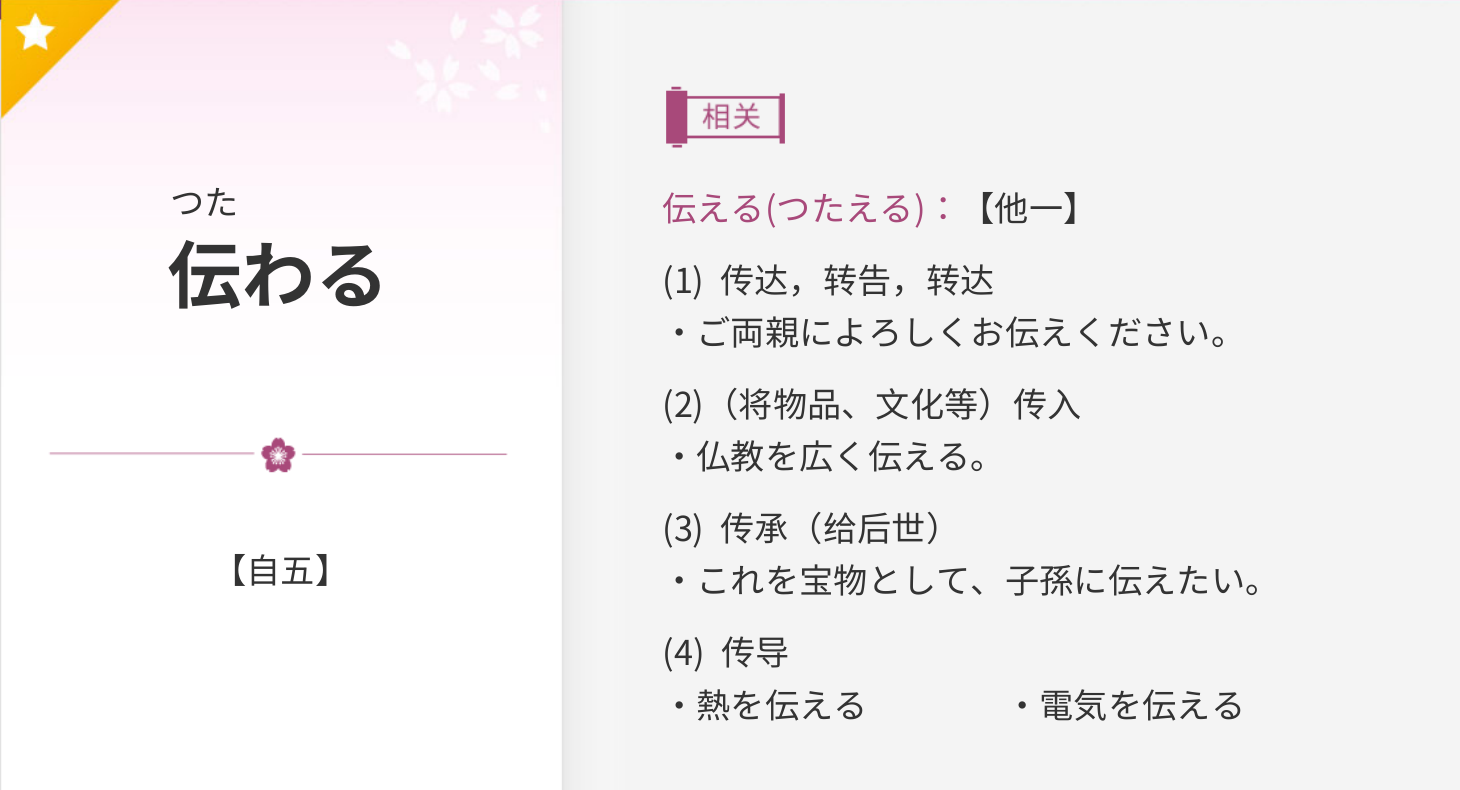 つた
伝わる
【自五】
相关
伝える(つたえる)：【他一】
(1) 传达，转告，转达
・ご両親によろしくお伝えください。
(2)（将物品、文化等）传入
・仏教を広く伝える。
(3) 传承（给后世）
・これを宝物として、子孫に伝えたい。
(4) 传导
・熱を伝える ・電気を伝える